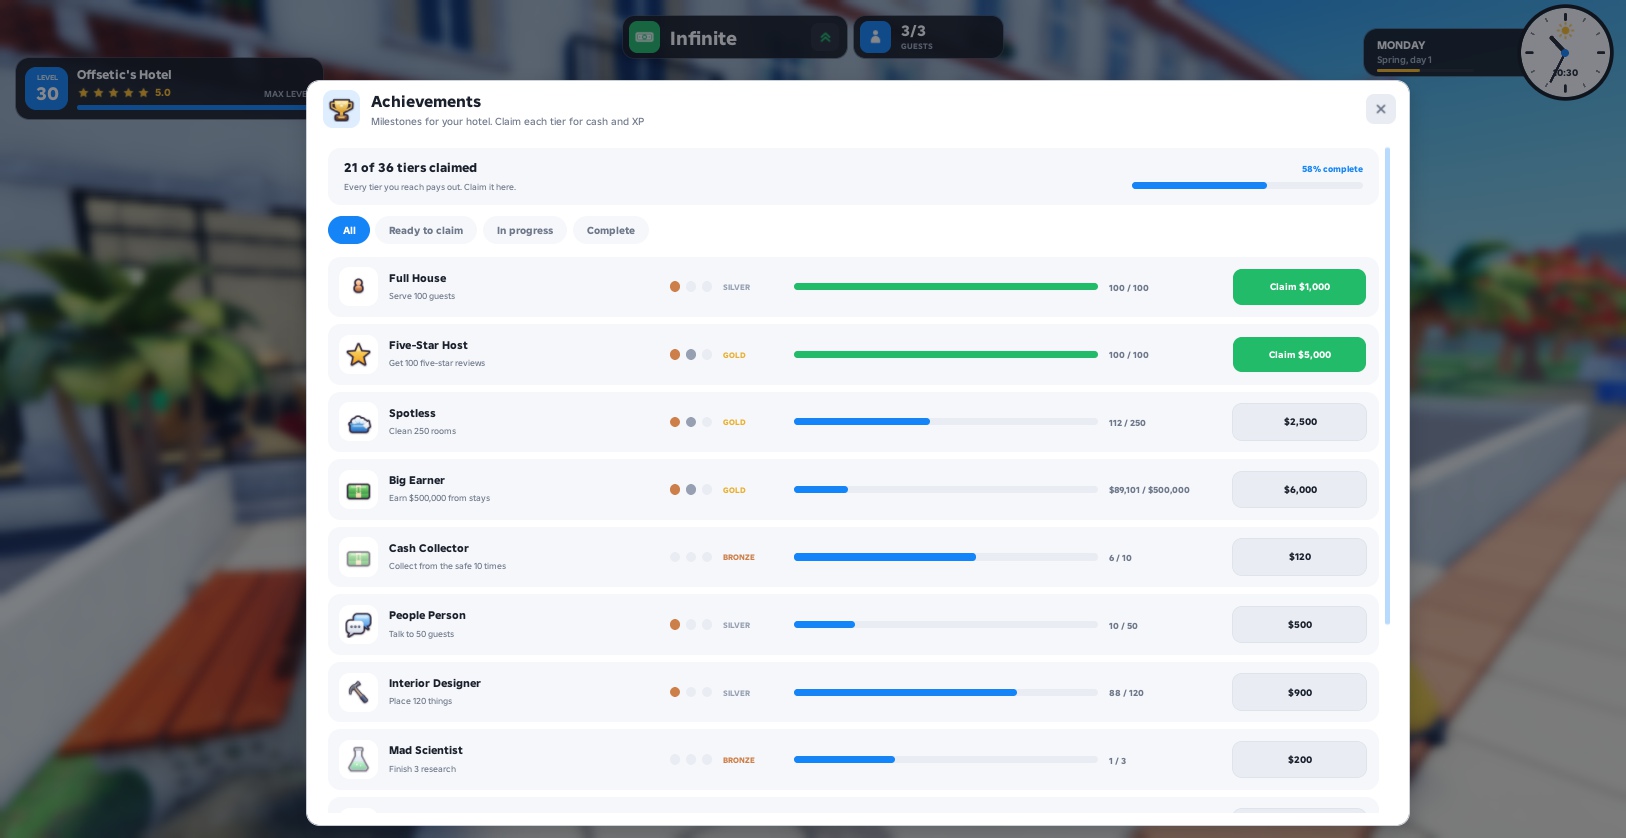 Infinite
3/3
GUESTS
MONDAY
Spring, day 1
10:30
LEVEL
30
Offsetic's Hotel
5.0
MAX LEVE
Achievements
Milestones for your hotel. Claim each tier for cash and XP
21 of 36 tiers claimed
Every tier you reach pays out. Claim it here.
58% complete
All
Ready to claim
In progress
Complete
Full House
Serve 100 guests
SILVER
100 / 100
Claim $1,000
Five-Star Host
Get 100 five-star reviews
GOLD
100 / 100
Claim $5,000
Spotless
Clean 250 rooms
GOLD
112 / 250
$2,500
Big Earner
Earn $500,000 from stays
GOLD
$89,101 / $500,000
$6,000
Cash Collector
Collect from the safe 10 times
BRONZE
6 / 10
$120
People Person
Talk to 50 guests
SILVER
10 / 50
$500
Interior Designer
Place 120 things
SILVER
88 / 120
$900
Mad Scientist
Finish 3 research
BRONZE
1 / 3
$200